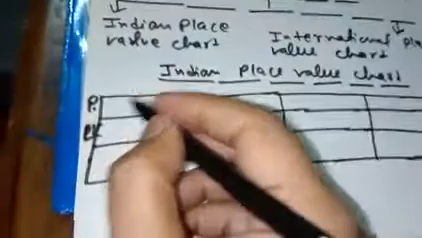 Indian Place
value chart
International
value chart
Indian Place value chart
P